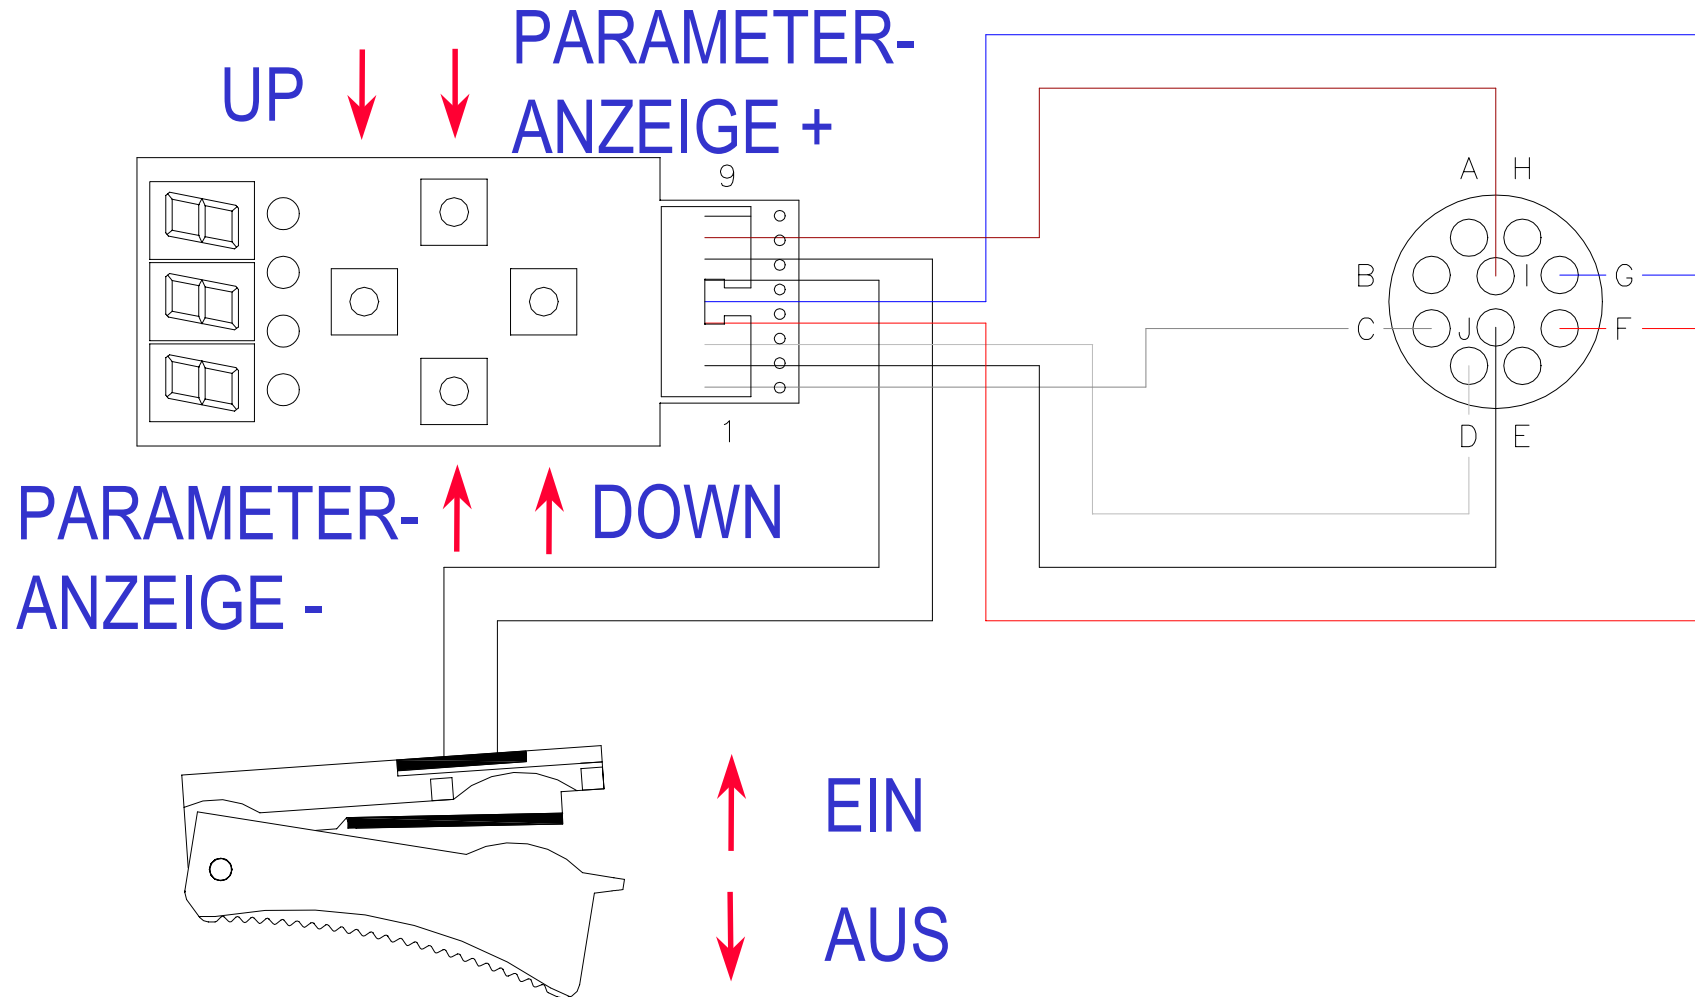 PARAMETER-
ANZEIGE +
UP
9
1
A H
B
I
G
C
J
F
D E
PARAMETER-
ANZEIGE -
DOWN
EIN
AUS